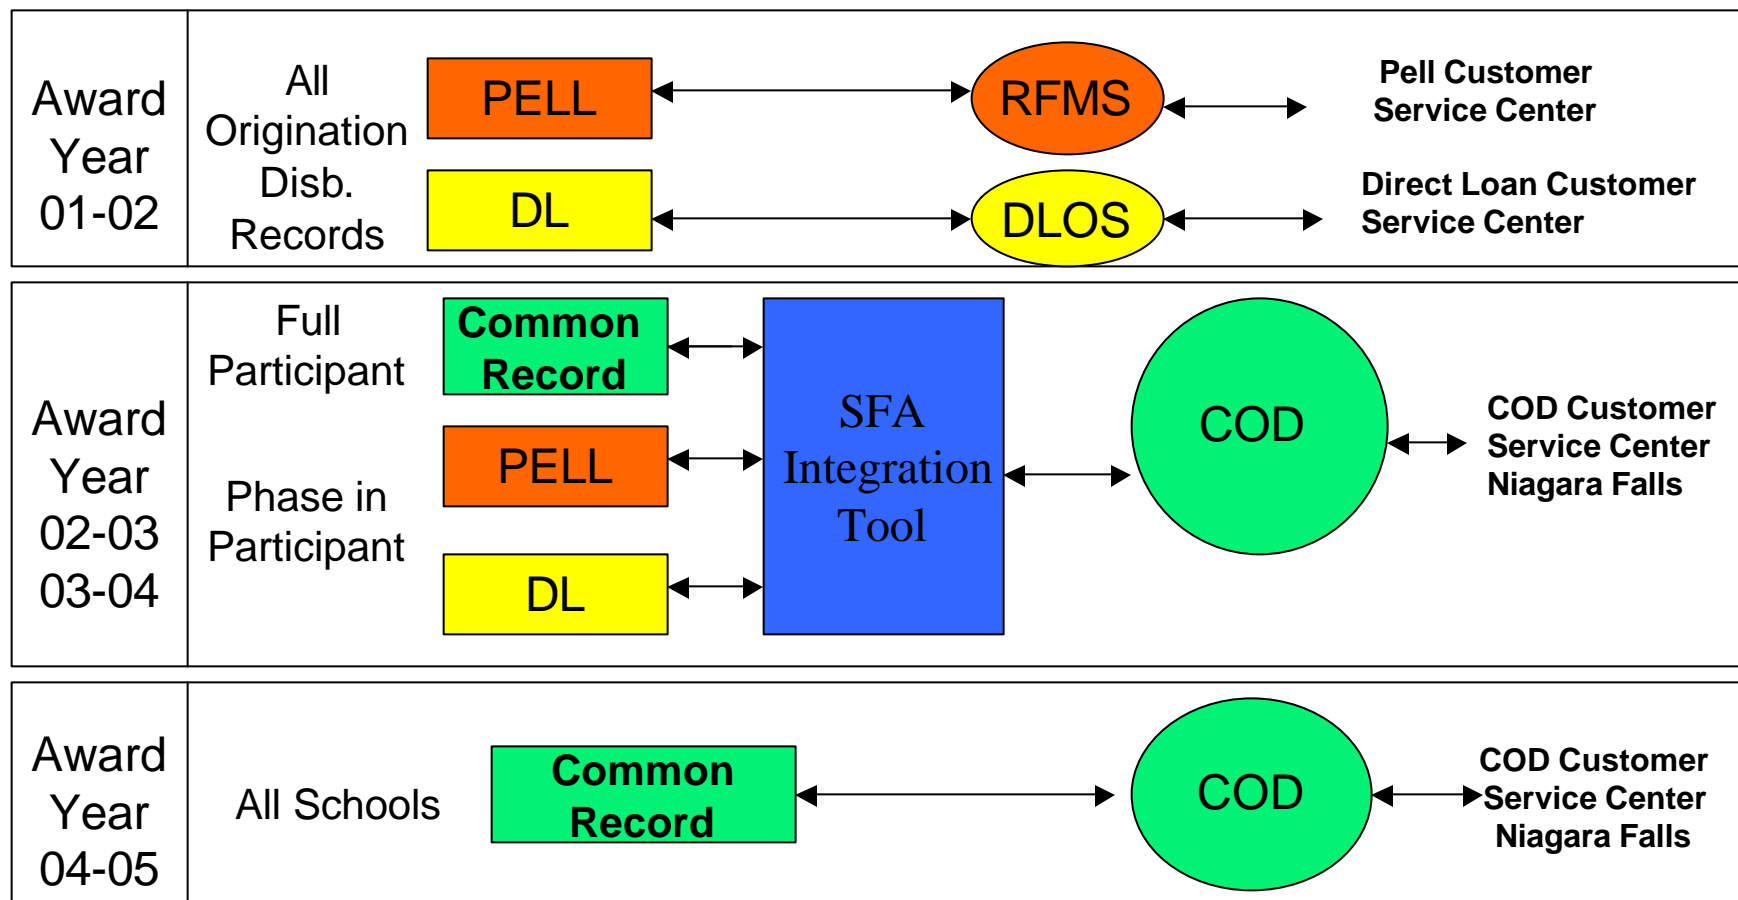 Award
Year
01-02
All
Origination
Disb.
Records
PELL
RFMS
Pell Customer
Service Center
DL
DLOS
Direct Loan Customer
Service Center
Award
Year
02-03
03-04
Full
Participant
Phase in
Participant
Common
Record
PELL
DL
SFA
Integration
Tool
COD
COD Customer
Service Center
Niagara Falls
Award
Year
04-05
All Schools
Common
Record
COD
COD Customer
Service Center
Niagara Falls